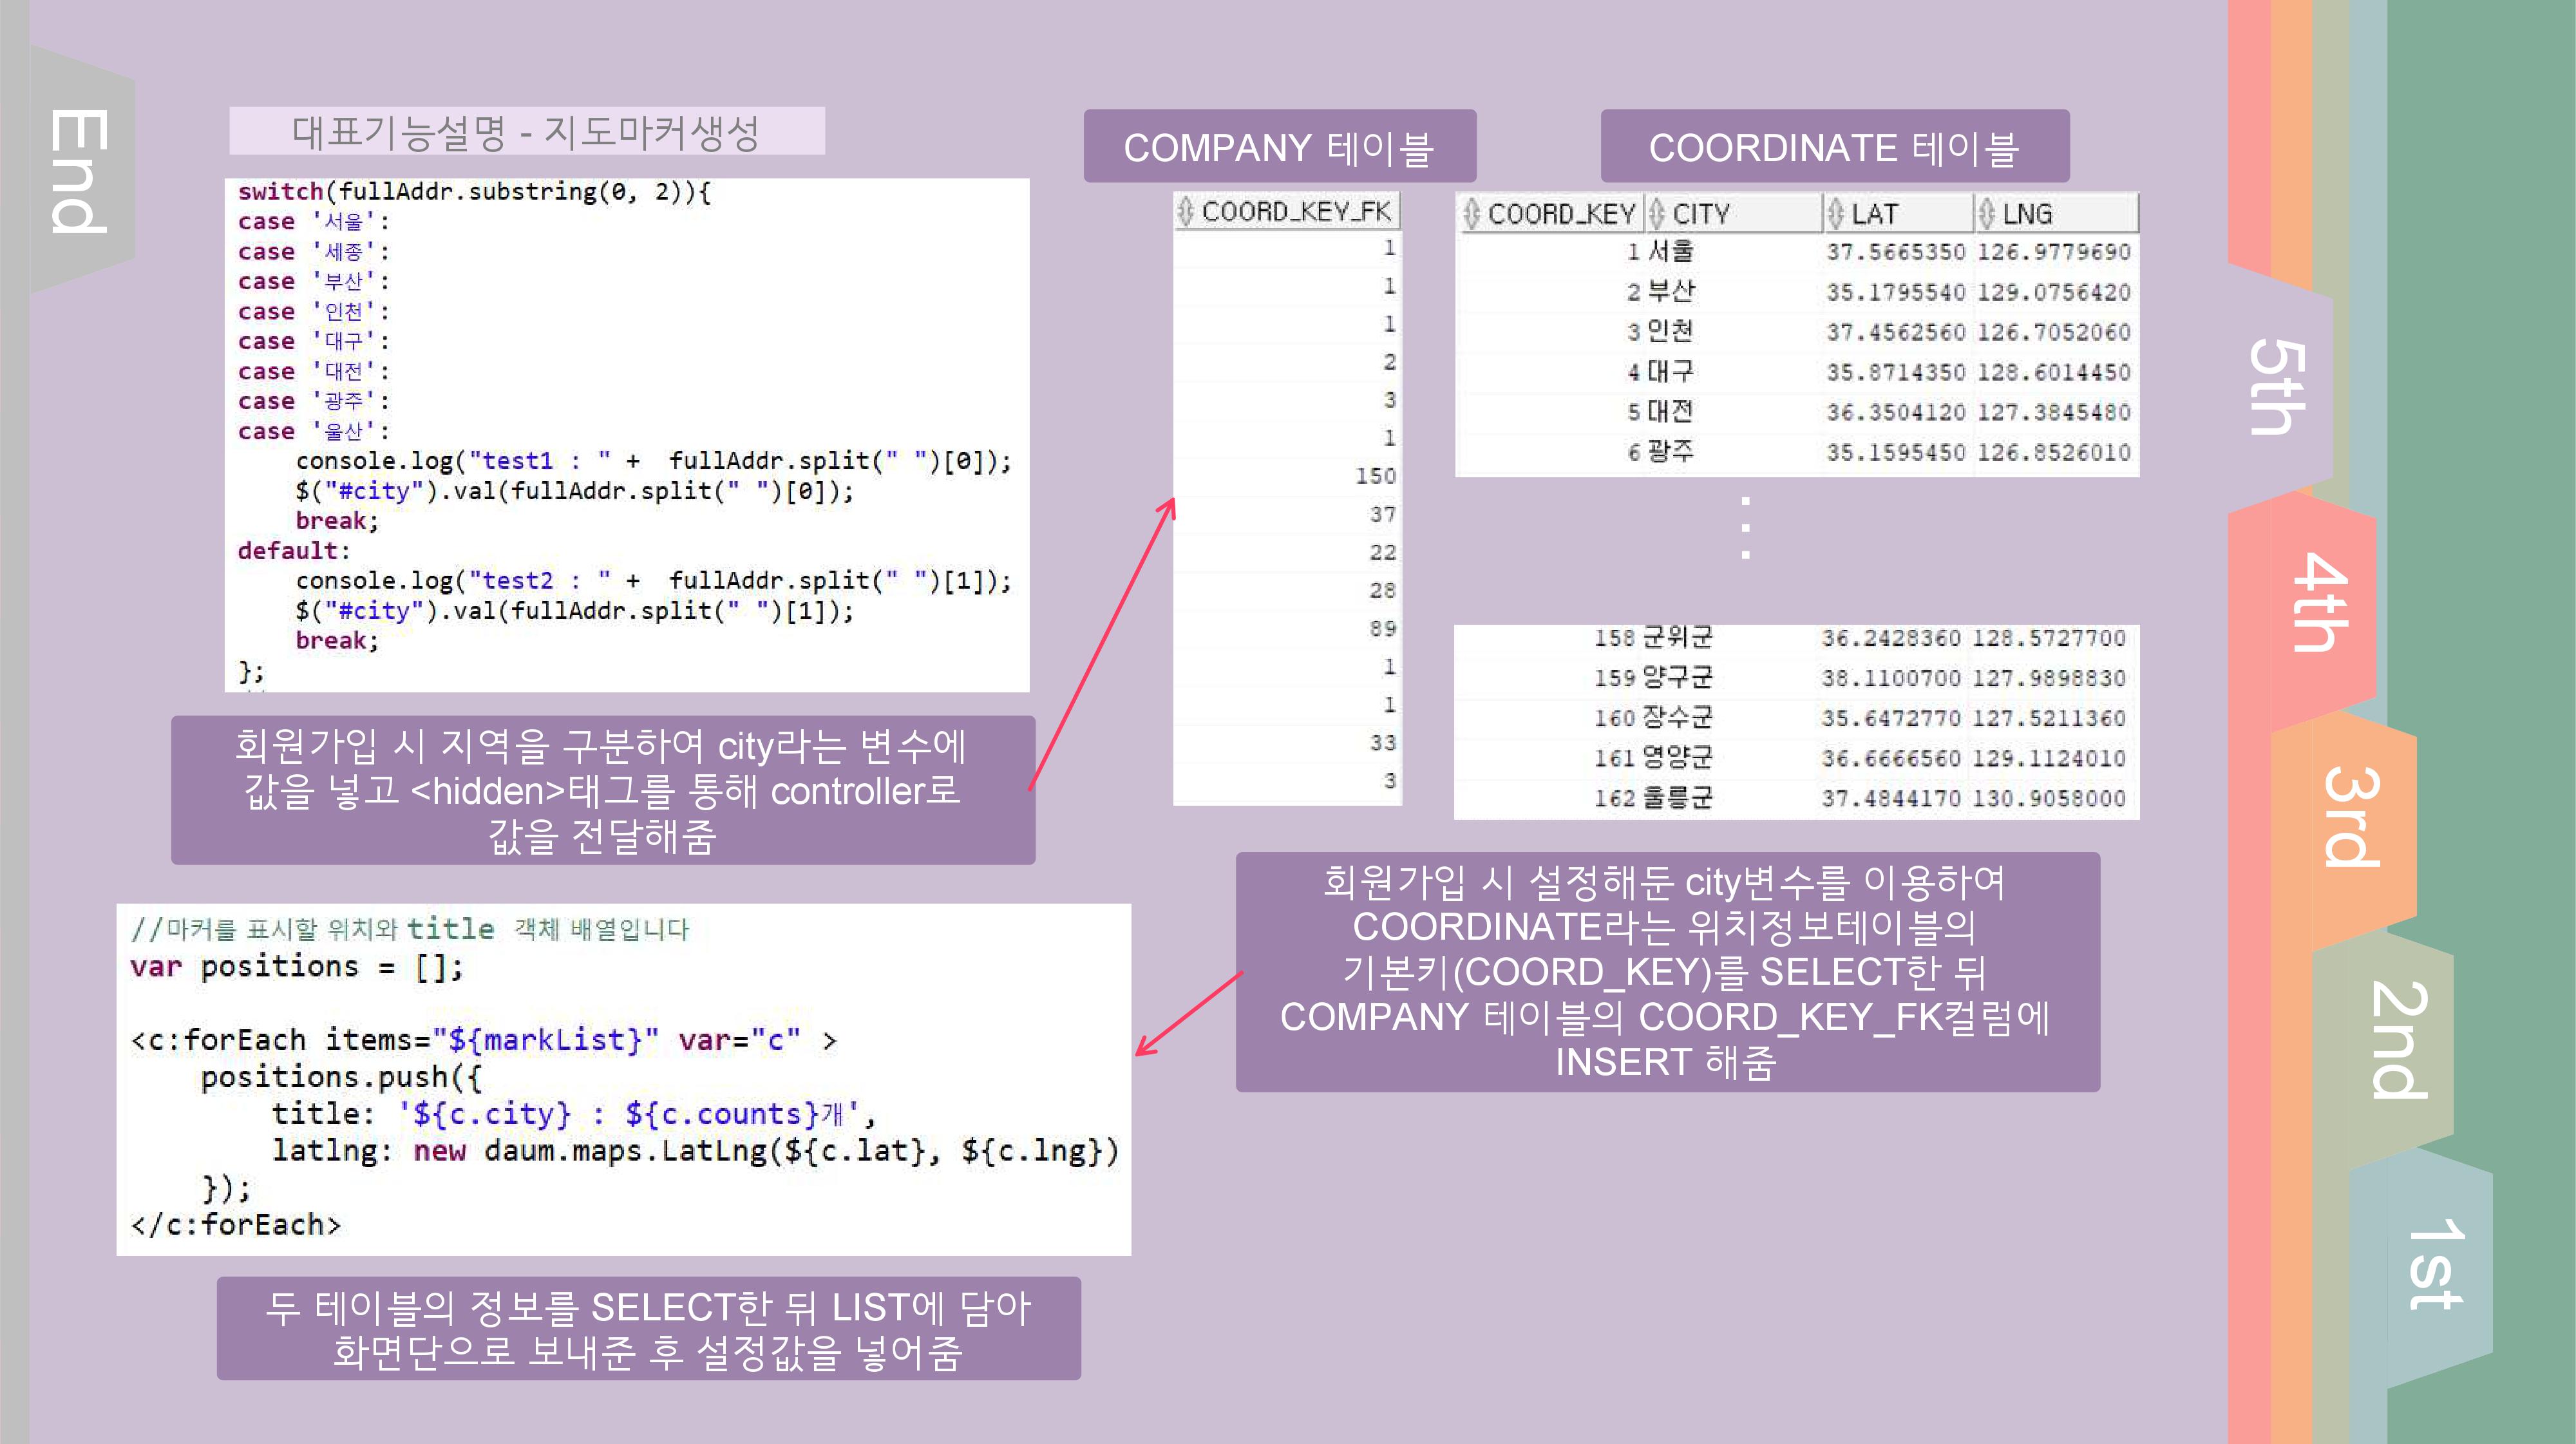 End
대표기능설명 - 지도마커생성
switch(fullAddr.substring(0, 2)){
case '서울':
case '세종':
case '부산':
case '인천':
case '대구':
case '대전':
case '광주':
case '울산':
console.log("test1 : " +  fullAddr.split(" ")[0]);
$("#city").val(fullAddr.split(" ")[0]);
break;
default:
console.log("test2 : " +  fullAddr.split(" ")[1]);
$("#city").val(fullAddr.split(" ")[1]);
break;
};
회원가입 시 지역을 구분하여 city라는 변수에
값을 넣고 <hidden>태그를 통해 controller로
값을 전달해줌
COMPANY 테이블
COORD_KEY_FK
1
1
1
2
3
1
150
37
22
28
89
1
1
33
3
COORDINATE 테이블
COORD_KEY CITY LAT LNG
1 서울 37.5665350 126.9779690
2 부산 35.1795540 129.0756420
3 인천 37.4562560 126.7052060
4 대구 35.8714350 128.6014450
5 대전 36.3504120 127.3845480
6 광주 35.1595450 126.8526010
158 군위군 36.2428360 128.5727700
159 양구군 38.1100700 127.9898830
160 장수군 35.6472770 127.5211360
161 영양군 36.6666560 129.1124010
162 울릉군 37.4844170 130.9058000
회원가입 시 설정해둔 city변수를 이용하여
COORDINATE라는 위치정보테이블의
기본키(COORD_KEY)를 SELECT한 뒤
COMPANY 테이블의 COORD_KEY_FK컬럼에
INSERT 해줌
//마커를 표시할 위치와 title 객체 배열입니다
var positions = [];
<c:forEach items="${markList}" var="c" >
positions.push({
title: '${c.city} : ${c.counts}개',
latlng: new daum.maps.LatLng(${c.lat}, ${c.lng})
});
</c:forEach>
두 테이블의 정보를 SELECT한 뒤 LIST에 담아
화면단으로 보내준 후 설정값을 넣어줌
5th
4th
3rd
2nd
1st